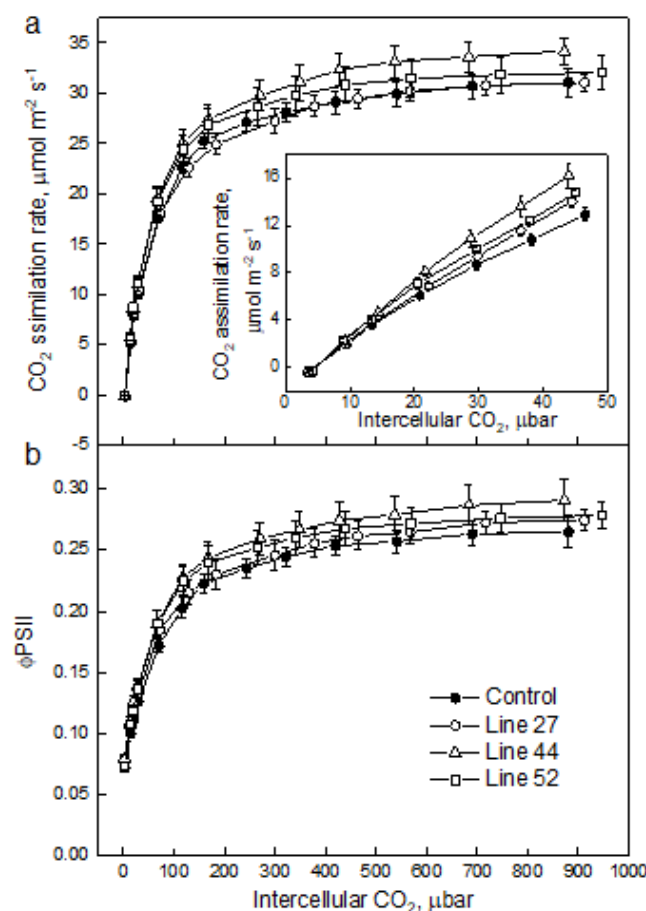 a
35
30
25
20
15
10
5
0
-5
CO2 ssimilation rate, μmol m-2 s-1
CO2 assimilation rate,
μmol m-2 s-1
16
12
8
4
0
0 10 20 30 40 50
Intercellular CO2, μbar
b
0.30
0.25
0.20
0.15
0.10
0.05
0.00
ϕPSII
Control
Line 27
Line 44
Line 52
0 100 200 300 400 500 600 700 800 900 1000
Intercellular CO2, μbar